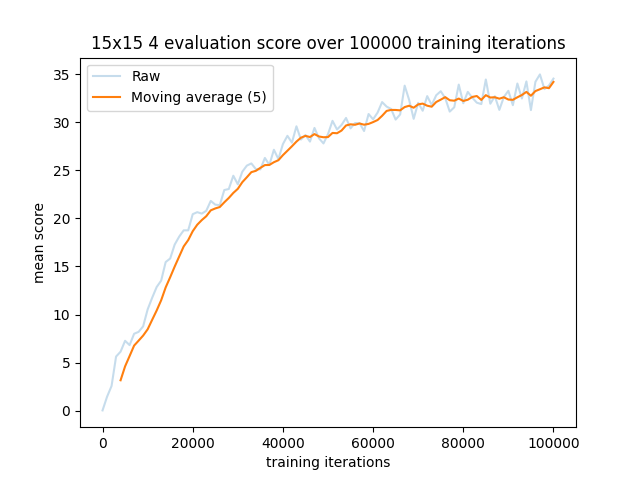 15x15 4 evaluation score over 100000 training iterations
Raw
Moving average (5)
35
30
25
20
15
10
5
0
mean score
0 20000 40000 60000 80000 100000
training iterations